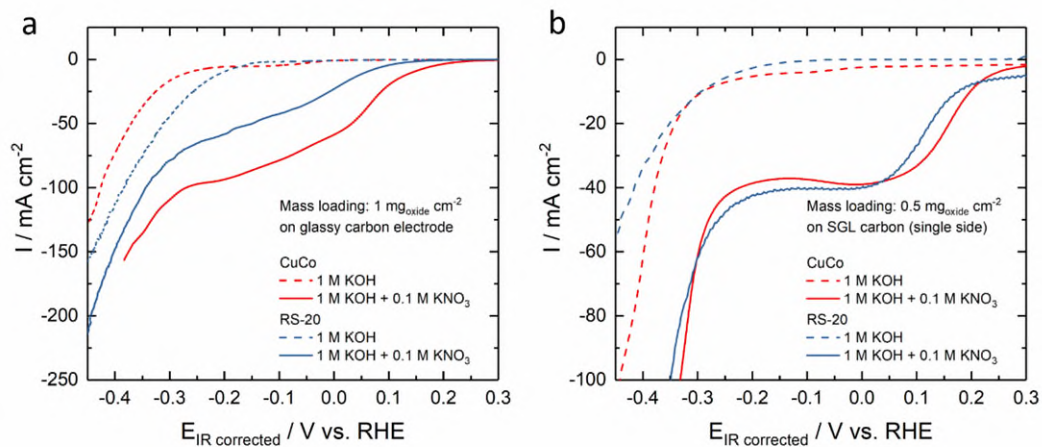 a
I / mA cm⁻²
0
-50
-100
-150
-200
-250
-0.4 -0.3 -0.2 -0.1 0.0 0.1 0.2 0.3
E_IR corrected / V vs. RHE
Mass loading: 1 mg_oxide cm⁻²
on glassy carbon electrode
CuCo
1 M KOH
1 M KOH + 0.1 M KNO₃
RS-20
1 M KOH
1 M KOH + 0.1 M KNO₃
b
I / mA cm⁻²
0
-20
-40
-60
-80
-100
-0.4 -0.3 -0.2 -0.1 0.0 0.1 0.2 0.3
E_IR corrected / V vs. RHE
Mass loading: 0.5 mg_oxide cm⁻²
on SGL carbon (single side)
CuCo
1 M KOH
1 M KOH + 0.1 M KNO₃
RS-20
1 M KOH
1 M KOH + 0.1 M KNO₃